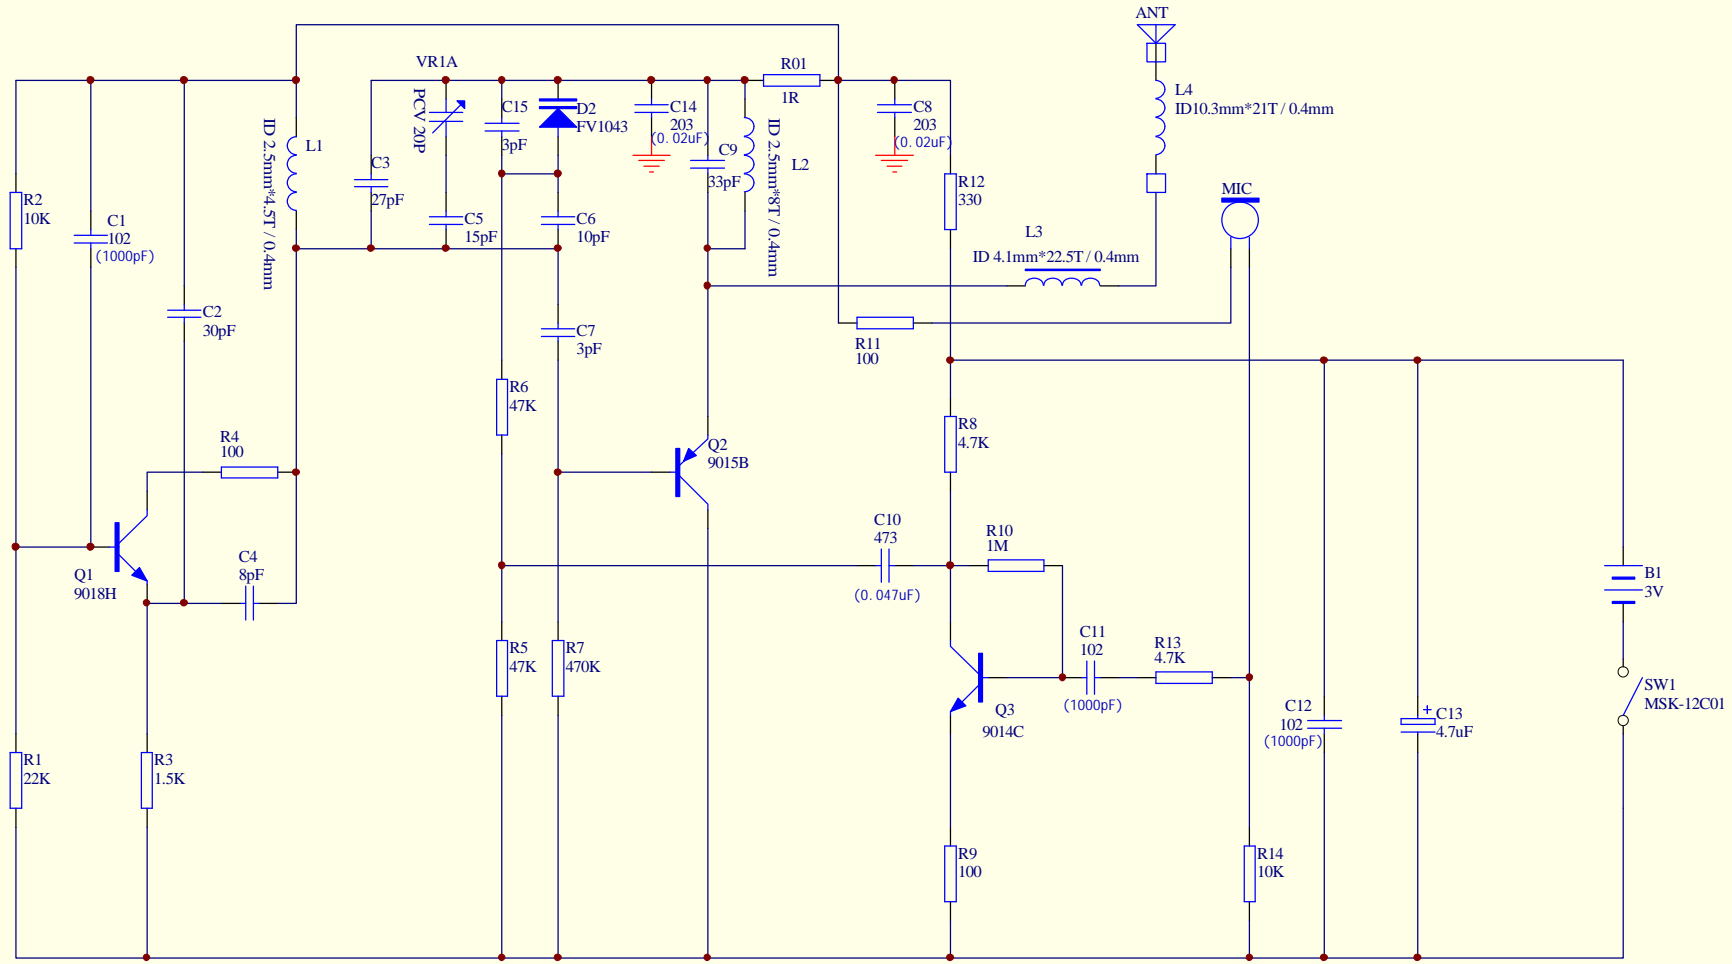 ANT
VR1A
R01
1R
L4
ID10.3mm*21T / 0.4mm
PCV 20P
C15
3pF
D2
FV1043
C14
203
(0.02uF)
C8
203
(0.02uF)
ID 2.5mm*4.5T / 0.4mm
L1
C3
27pF
C9
33pF
ID 2.5mm*8T / 0.4mm
L2
R12
330
MIC
R2
10K
C1
102
(1000pF)
C5
15pF
C6
10pF
L3
ID 4.1mm*22.5T / 0.4mm
C2
30pF
C7
3pF
R11
100
R6
47K
R8
4.7K
R4
100
Q2
9015B
C10
473
(0.047uF)
R10
1M
Q1
9018H
C4
8pF
B1
3V
R5
47K
R7
470K
C11
102
(1000pF)
R13
4.7K
Q3
9014C
C12
102
(1000pF)
+
C13
4.7uF
SW1
MSK-12C01
R1
22K
R3
1.5K
R9
100
R14
10K